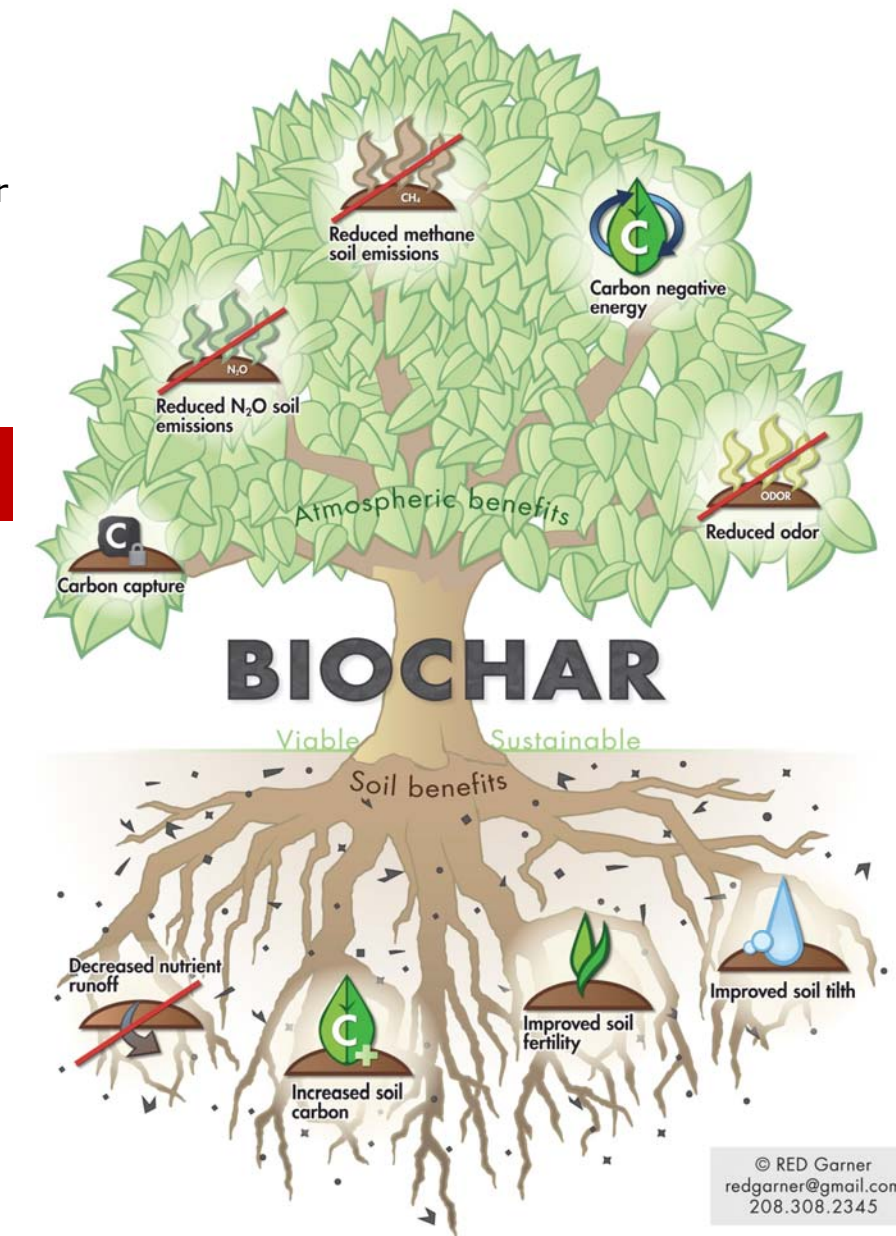 r
CH₄
Reduced methane
soil emissions
C
Carbon negative
energy
N₂O
Reduced N₂O soil
emissions
ODOR
Reduced odor
Atmospheric benefits
C
Carbon capture
BIOCHAR
Viable Sustainable
Soil benefits
Decreased nutrient
runoff
Improved soil tilth
Improved soil
fertility
C
Increased soil
carbon
© RED Garner
redgarner@gmail.com
208.308.2345